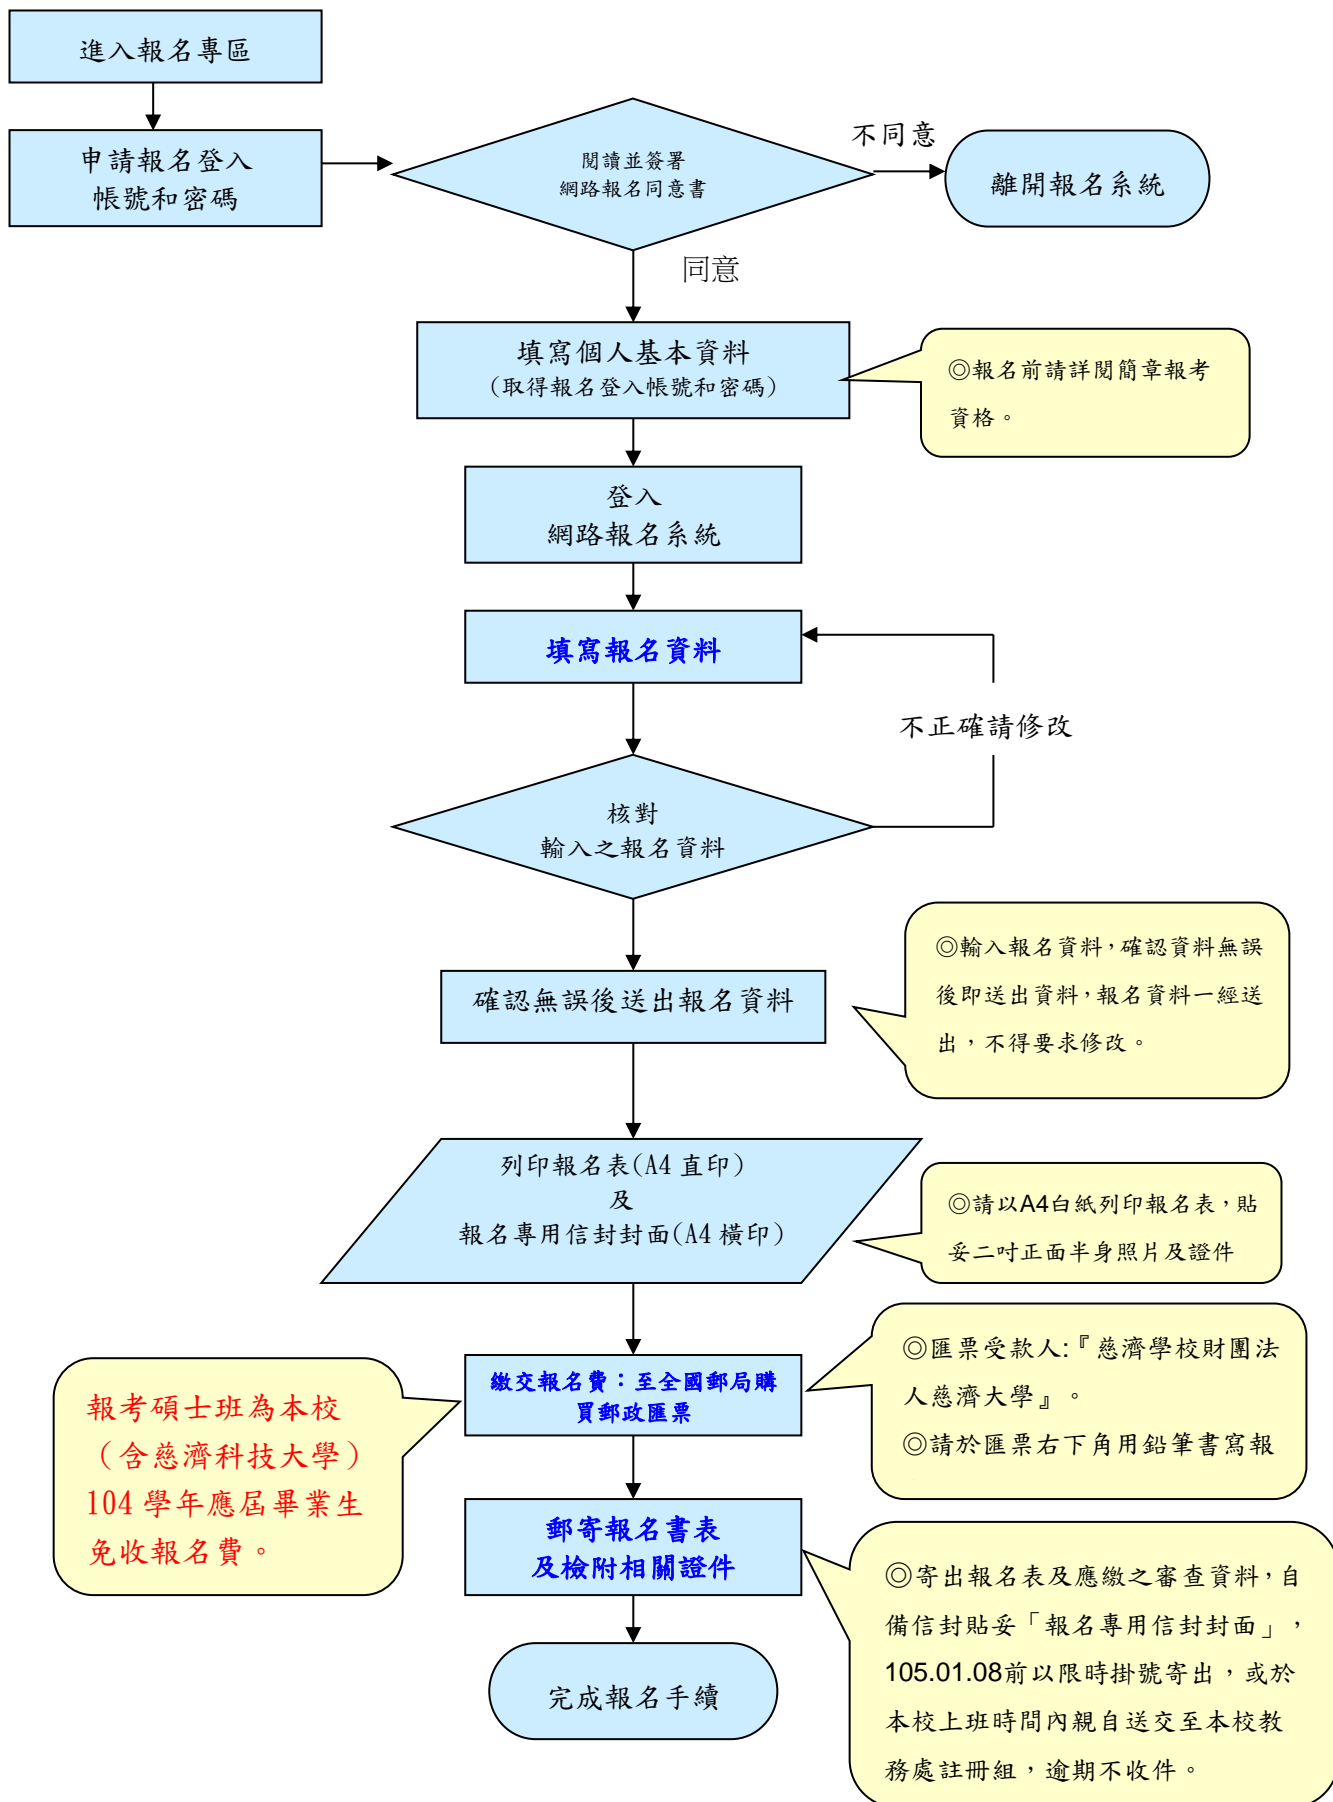 進入報名專區
申請報名登入
帳號和密碼
閱讀並簽署
網路報名同意書
不同意
離開報名系統
同意
填寫個人基本資料
(取得報名登入帳號和密碼)
◎報名前請詳閱簡章報考
資格。
登入
網路報名系統
填寫報名資料
不正確請修改
核對
輸入之報名資料
確認無誤後送出報名資料
◎輸入報名資料，確認資料無誤
後即送出資料，報名資料一經送
出，不得要求修改。
列印報名表(A4 直印)
及
報名專用信封封面(A4 橫印)
◎請以A4白紙列印報名表，貼
妥二吋正面半身照片及證件
繳交報名費：至全國郵局購
買郵政匯票
◎匯票受款人:『慈濟學校財團法
人慈濟大學』。
◎請於匯票右下角用鉛筆書寫報
報考碩士班為本校
（含慈濟科技大學）
104 學年應屆畢業生
免收報名費。
郵寄報名書表
及檢附相關證件
◎寄出報名表及應繳之審查資料，自
備信封貼妥「報名專用信封封面」，
105.01.08前以限時掛號寄出，或於
本校上班時間內親自送交至本校教
務處註冊組，逾期不收件。
完成報名手續